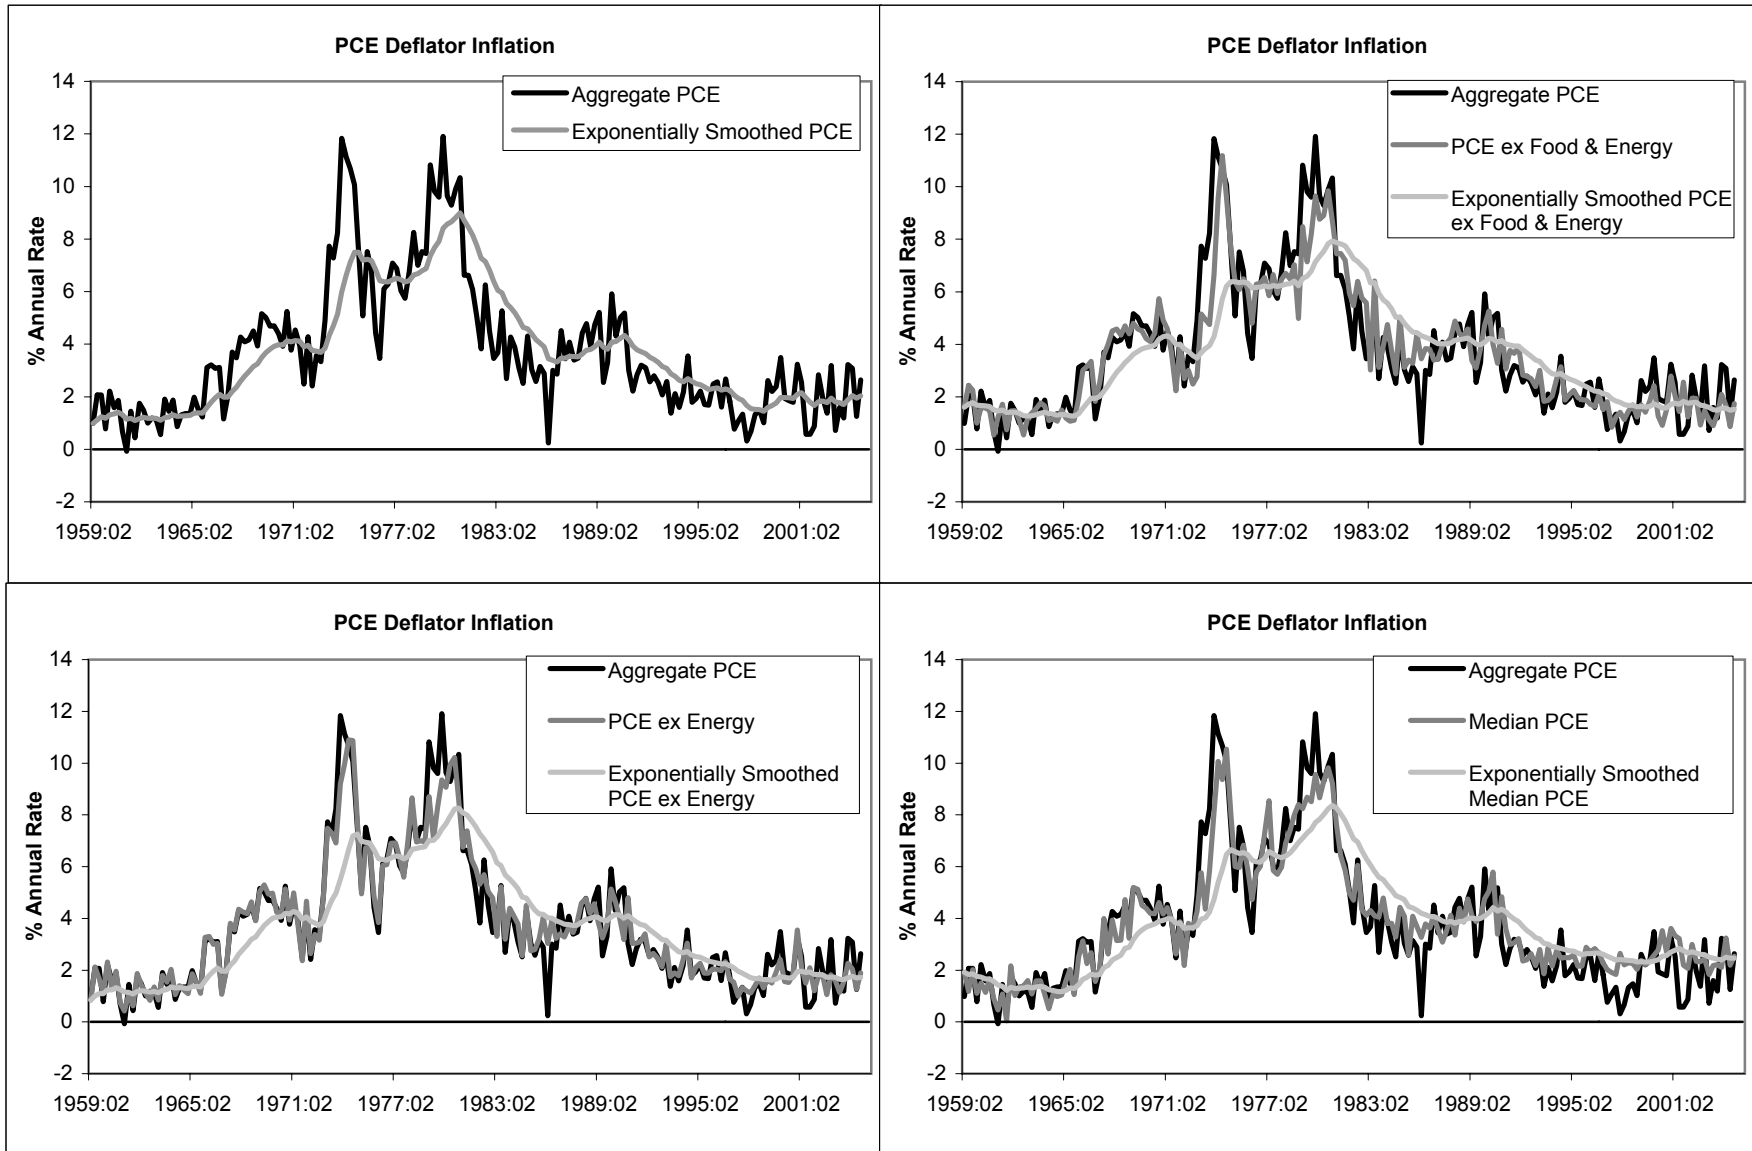 PCE Deflator Inflation
Aggregate PCE
Exponentially Smoothed PCE
% Annual Rate
14
12
10
8
6
4
2
0
-2
1959:02 1965:02 1971:02 1977:02 1983:02 1989:02 1995:02 2001:02
PCE Deflator Inflation
Aggregate PCE
PCE ex Food & Energy
Exponentially Smoothed PCE
ex Food & Energy
% Annual Rate
14
12
10
8
6
4
2
0
-2
1959:02 1965:02 1971:02 1977:02 1983:02 1989:02 1995:02 2001:02
PCE Deflator Inflation
Aggregate PCE
PCE ex Energy
Exponentially Smoothed
PCE ex Energy
% Annual Rate
14
12
10
8
6
4
2
0
-2
1959:02 1965:02 1971:02 1977:02 1983:02 1989:02 1995:02 2001:02
PCE Deflator Inflation
Aggregate PCE
Median PCE
Exponentially Smoothed
Median PCE
% Annual Rate
14
12
10
8
6
4
2
0
-2
1959:02 1965:02 1971:02 1977:02 1983:02 1989:02 1995:02 2001:02